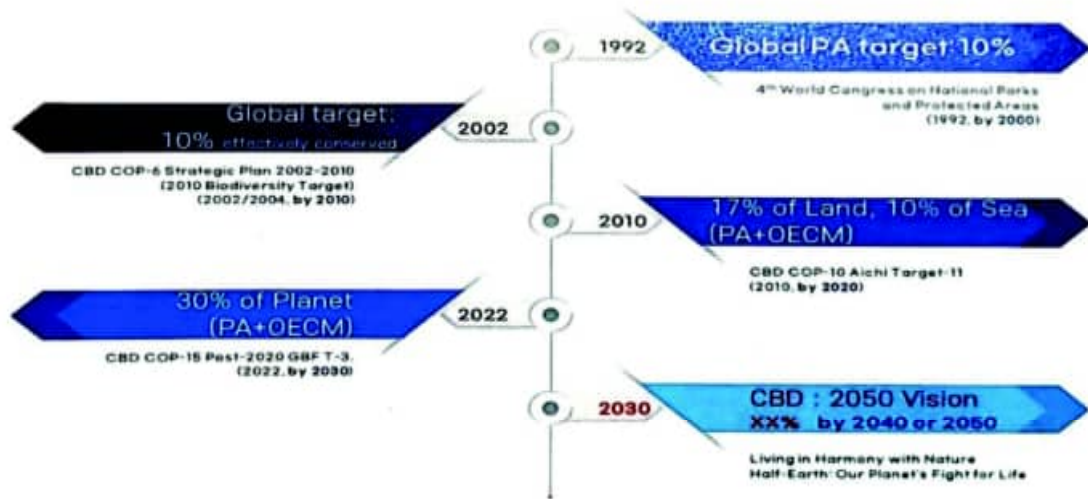 1992
Global PA target: 10%
4th World Congress on National Parks
and Protected Areas
(1992, by 2000)
Global target:
10% effectively conserved
2002
CBD COP-6 Strategic Plan 2002-2010
(2010 Biodiversity Target)
(2002/2004, by 2010)
2010
17% of Land, 10% of Sea
(PA+OECM)
CBD COP-10 Aichi Target-11
(2010, by 2020)
30% of Planet
(PA+OECM)
2022
CBD COP-15 Post-2020 GBF T-3.
(2022, by 2030)
2030
CBD : 2050 Vision
XX% by 2040 or 2050
Living in Harmony with Nature
Half-Earth: Our Planet's Fight for Life